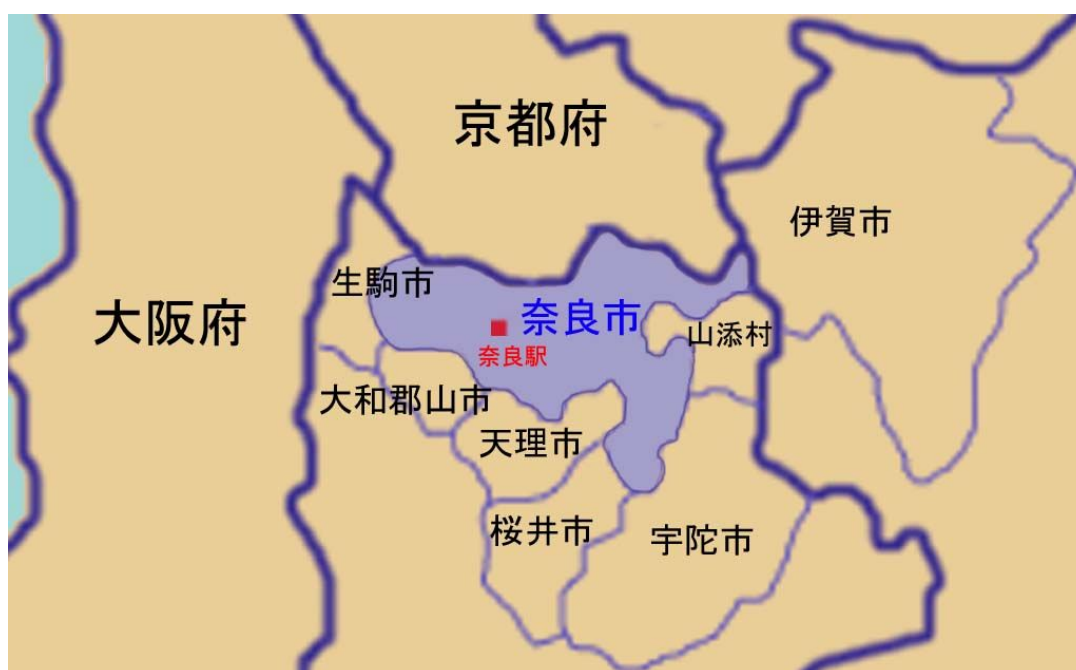 京都府
伊賀市
生駒市
大阪府
奈良市
山添村
奈良駅
大和郡山市
天理市
桜井市
宇陀市